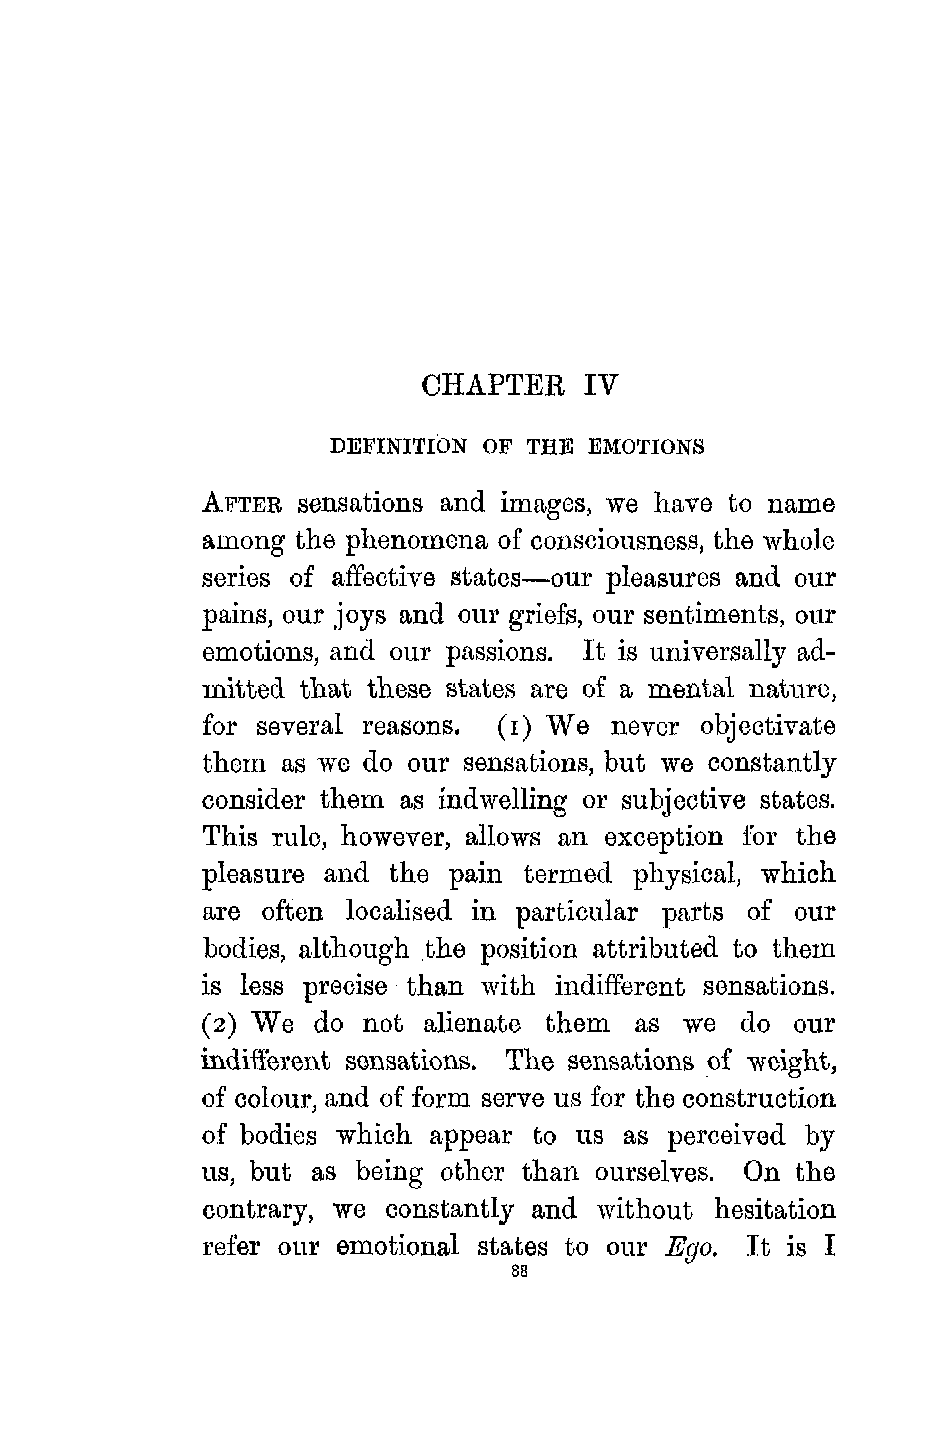 CHAPTER IV
DEFINITION OF THE EMOTIONS
AFTER sensations and images, we have to name
among the phenomena of consciousness, the whole
series of affective states—our pleasures and our
pains, our joys and our griefs, our sentiments, our
emotions, and our passions. It is universally ad-
mitted that these states are of a mental nature,
for several reasons. (1) We never objectivate
them as we do our sensations, but we constantly
consider them as indwelling or subjective states.
This rule, however, allows an exception for the
pleasure and the pain termed physical, which
are often localised in particular parts of our
bodies, although the position attributed to them
is less precise than with indifferent sensations.
(2) We do not alienate them as we do our
indifferent sensations. The sensations of weight,
of colour, and of form serve us for the construction
of bodies which appear to us as perceived by
us, but as being other than ourselves. On the
contrary, we constantly and without hesitation
refer our emotional states to our Ego. It is I
88